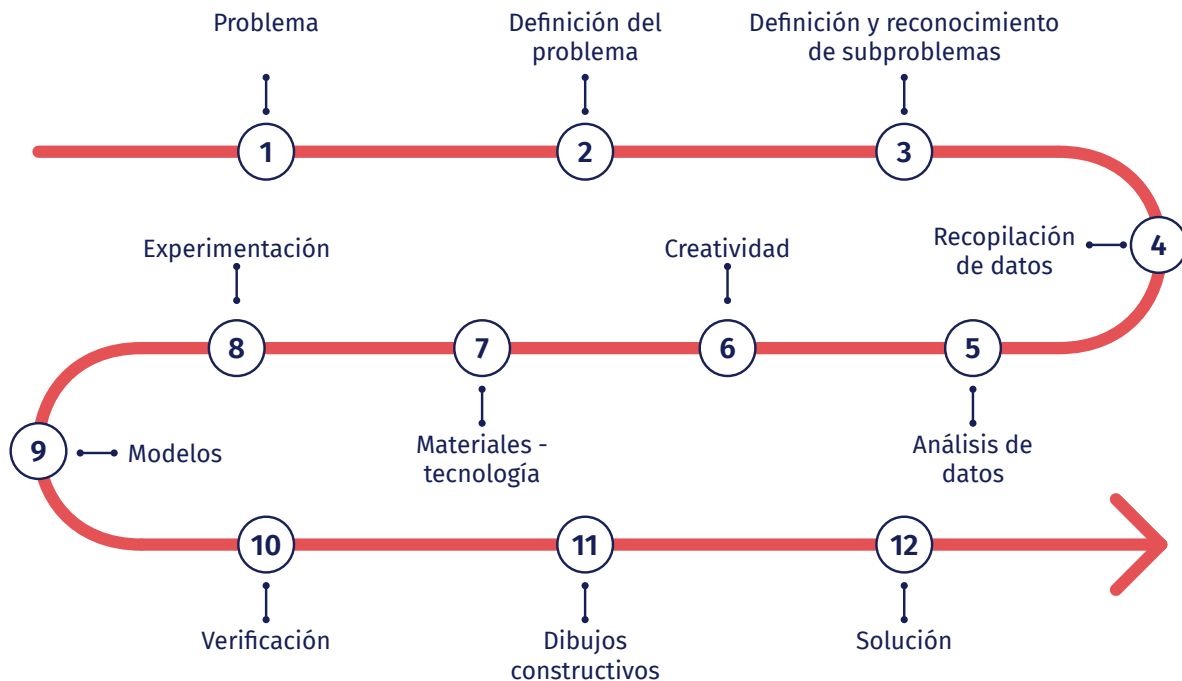 Problema
Definición del
problema
Definición y reconocimiento
de subproblemas
1
2
3
Recopilación
de datos
4
Experimentación
Creatividad
8
7
6
5
Materiales -
tecnología
Análisis de
datos
9
Modelos
10
11
12
Verificación
Dibujos
constructivos
Solución